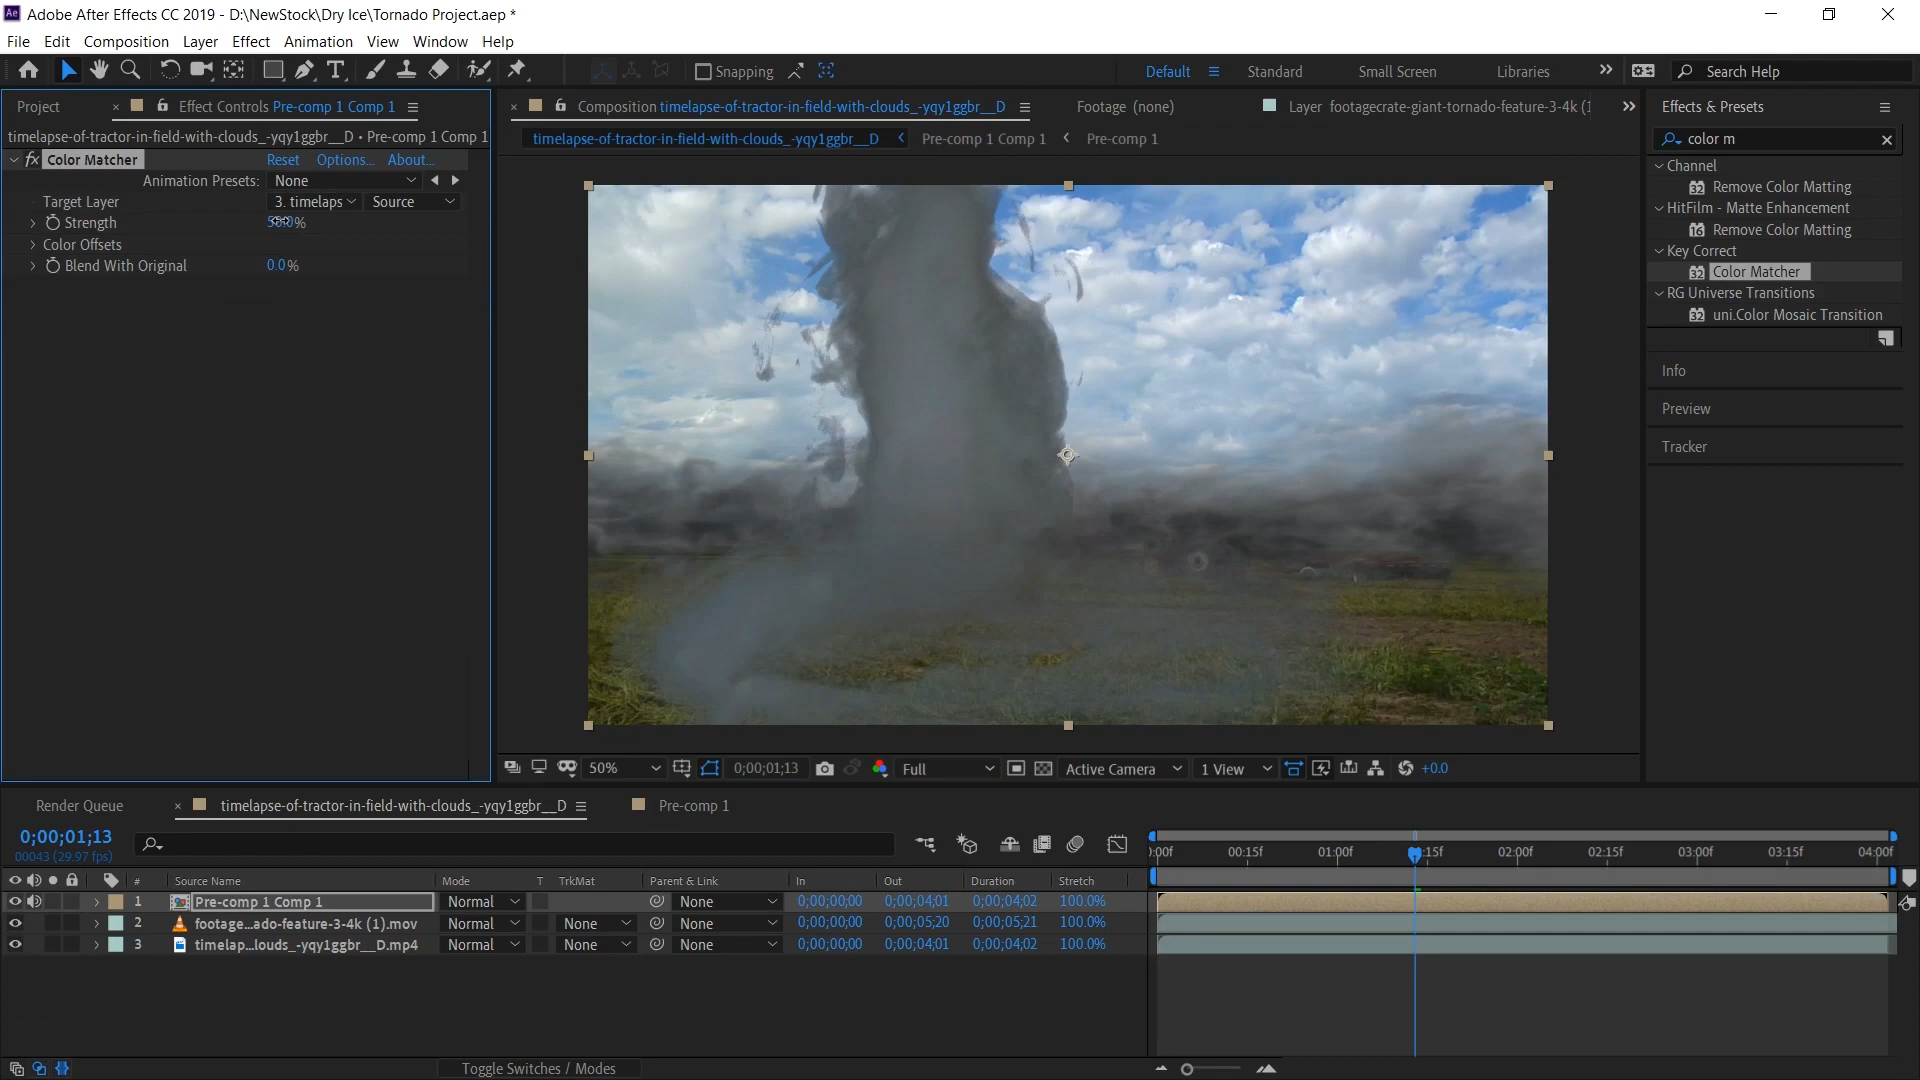 Adobe After Effects CC 2019 - D:\NewStock\Dry Ice\Tornado Project.aep *
File Edit Composition Layer Effect Animation View Window Help
Snapping Default Standard Small Screen Libraries Search Help
Project Effect Controls Pre-comp 1 Comp 1
timelapse-of-tractor-in-field-with-clouds_-yqy1ggbr__D • Pre-comp 1 Comp 1
fx Color Matcher Reset Options... About...
Animation Presets: None
Target Layer 3. timelaps Source
Strength %
Color Offsets
Blend With Original 0.0%
Composition timelapse-of-tractor-in-field-with-clouds_-yqy1ggbr__D Footage (none) Layer footagecrate-giant-tornado-feature-3-4k (1
timelapse-of-tractor-in-field-with-clouds_-yqy1ggbr__D Pre-comp 1 Comp 1 Pre-comp 1
50% 0;00;01;13 Full Active Camera 1 View +0.0
Effects & Presets
color m
Channel
32 Remove Color Matting
HitFilm - Matte Enhancement
16 Remove Color Matting
Key Correct
32 Color Matcher
RG Universe Transitions
32 uni.Color Mosaic Transition
Info
Preview
Tracker
Render Queue timelapse-of-tractor-in-field-with-clouds_-yqy1ggbr__D Pre-comp 1
0;00;01;13
00043 (29.97 fps)
:00f 00:15f 01:00f :15f 02:00f 02:15f 03:00f 03:15f 04:00f
# Source Name Mode T TrkMat Parent & Link In Out Duration Stretch
1 Pre-comp 1 Comp 1 Normal None 0;00;00;00 0;00;04;01 0;00;04;02 100.0%
2 footage...ado-feature-3-4k (1).mov Normal None None 0;00;00;00 0;00;05;20 0;00;05;21 100.0%
3 timelap...louds_-yqy1ggbr__D.mp4 Normal None None 0;00;00;00 0;00;04;01 0;00;04;02 100.0%
Toggle Switches / Modes